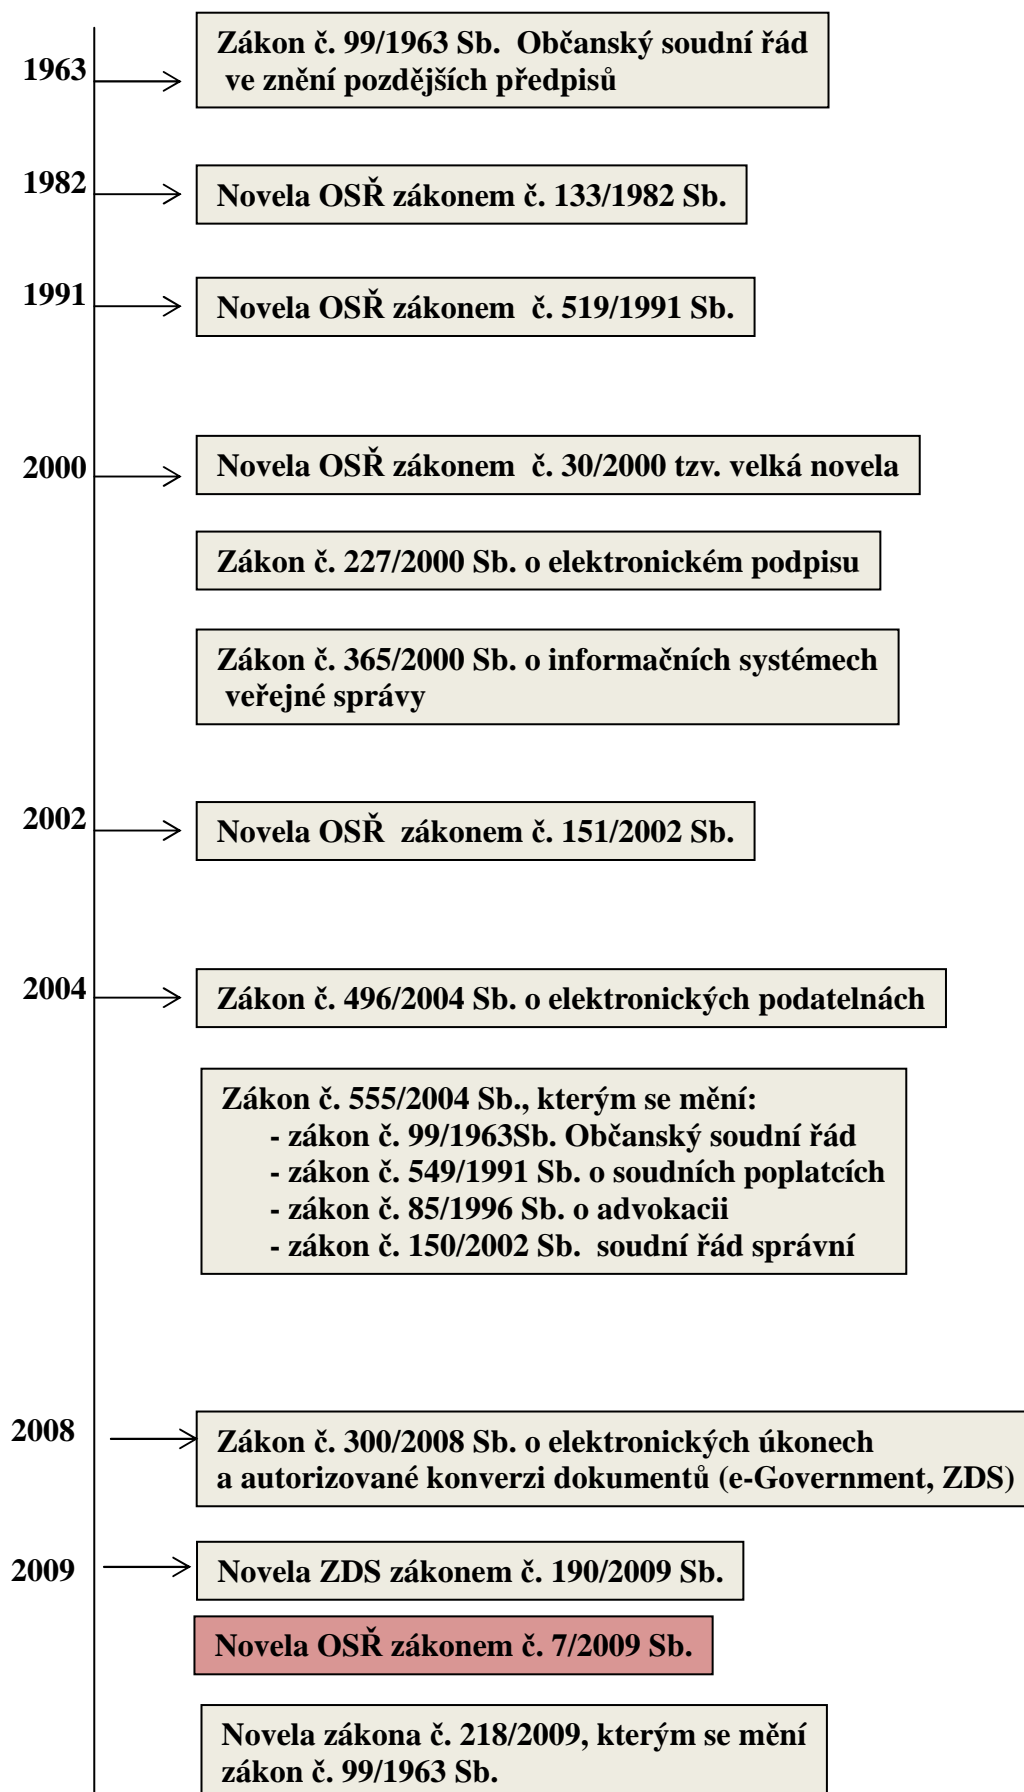 1963
Zákon č. 99/1963 Sb.  Občanský soudní řád
ve znění pozdějších předpisů
1982
Novela OSŘ zákonem č. 133/1982 Sb.
1991
Novela OSŘ zákonem  č. 519/1991 Sb.
2000
Novela OSŘ zákonem  č. 30/2000 tzv. velká novela
Zákon č. 227/2000 Sb. o elektronickém podpisu
Zákon č. 365/2000 Sb. o informačních systémech
veřejné správy
2002
Novela OSŘ  zákonem č. 151/2002 Sb.
2004
Zákon č. 496/2004 Sb. o elektronických podatelnách
Zákon č. 555/2004 Sb., kterým se mění:
- zákon č. 99/1963Sb. Občanský soudní řád
- zákon č. 549/1991 Sb. o soudních poplatcích
- zákon č. 85/1996 Sb. o advokacii
- zákon č. 150/2002 Sb.  soudní řád správní
2008
Zákon č. 300/2008 Sb. o elektronických úkonech
a autorizované konverzi dokumentů (e-Government, ZDS)
2009
Novela ZDS zákonem č. 190/2009 Sb.
Novela OSŘ zákonem č. 7/2009 Sb.
Novela zákona č. 218/2009, kterým se mění
zákon č. 99/1963 Sb.